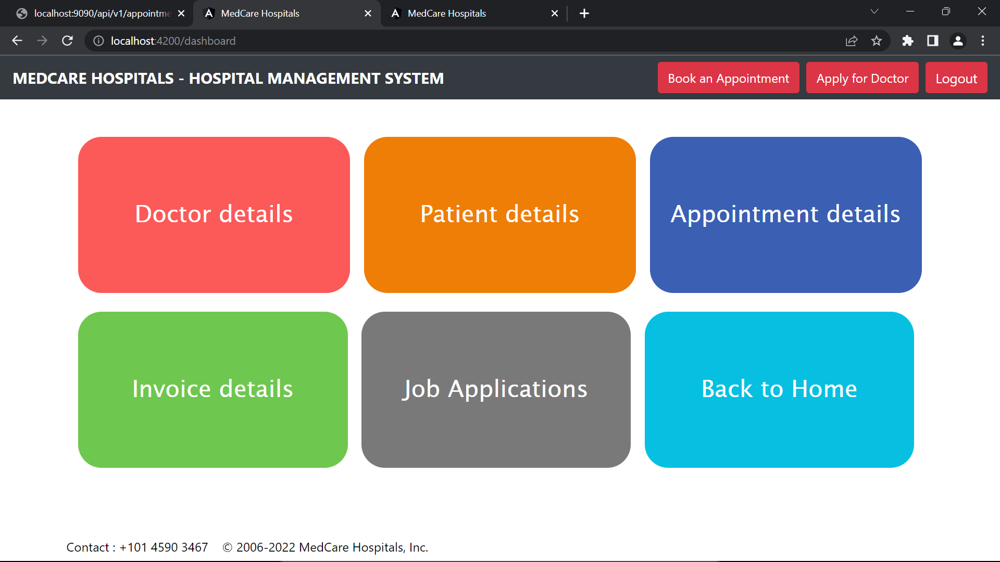 localhost:9090/api/v1/appointme
MedCare Hospitals
MedCare Hospitals
localhost:4200/dashboard
MEDCARE HOSPITALS - HOSPITAL MANAGEMENT SYSTEM
Book an Appointment
Apply for Doctor
Logout
Doctor details
Patient details
Appointment details
Invoice details
Job Applications
Back to Home
Contact : +101 4590 3467 © 2006-2022 MedCare Hospitals, Inc.